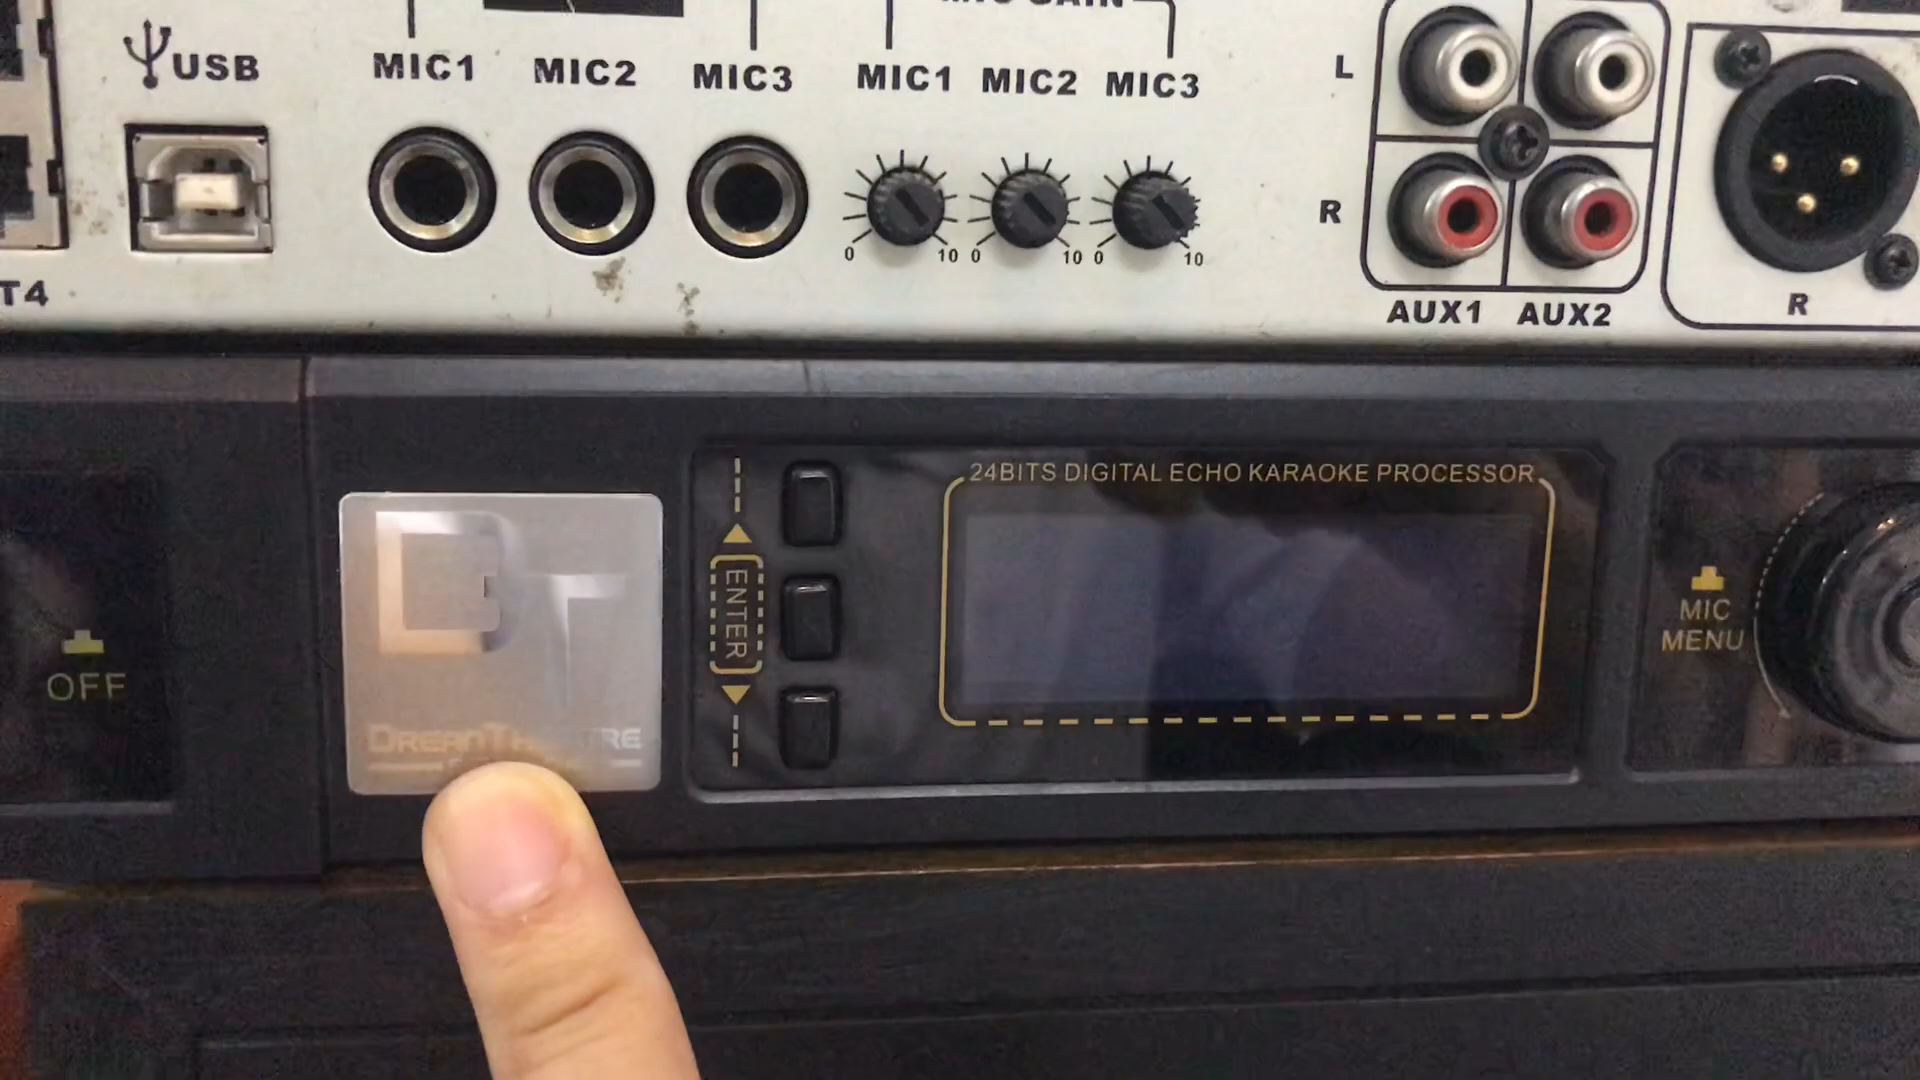 USB
MIC1
MIC2
MIC3
MIC1
MIC2
MIC3
0
10
0
10
0
10
L
R
AUX1
AUX2
R
T4
24BITS DIGITAL ECHO KARAOKE PROCESSOR
ENTER
MIC
MENU
OFF
DT